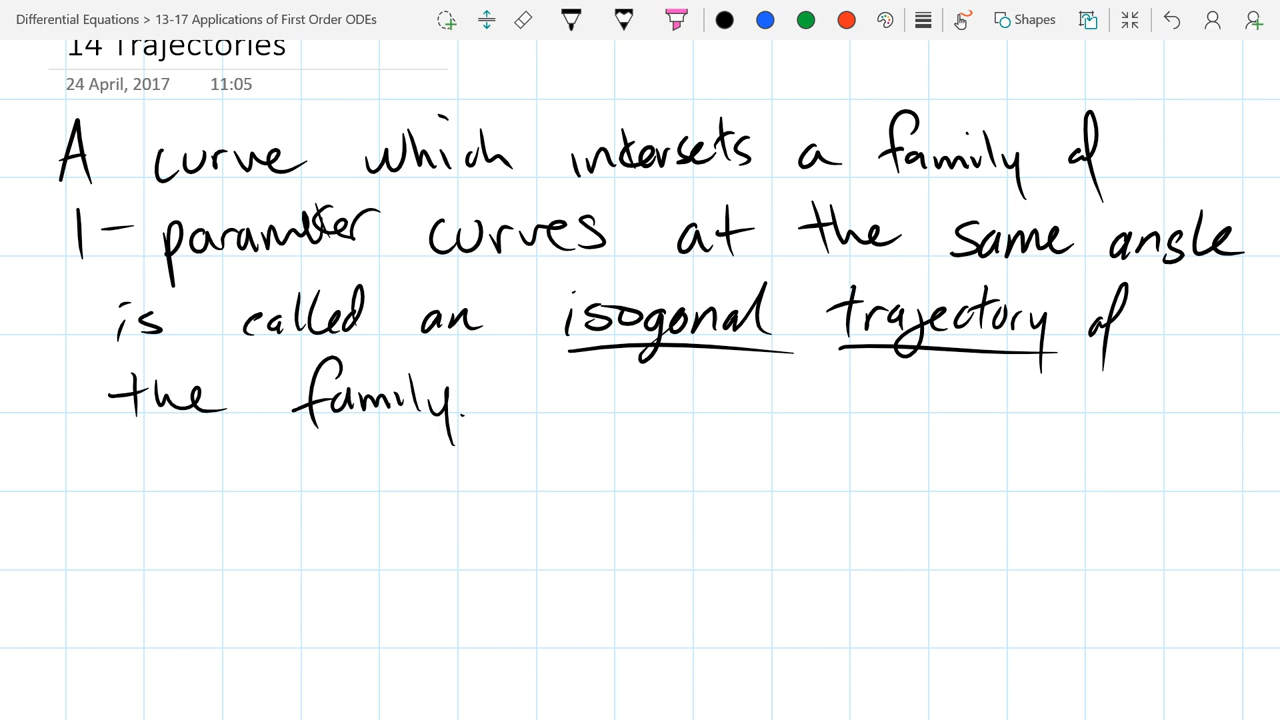 Differential Equations > 13-17 Applications of First Order ODEs
Shapes
14 Trajectories
24 April, 2017 11:05
A curve which intersets a family of
1-parameter curves at the same angle
is called an isogonal trajectory of
the family.